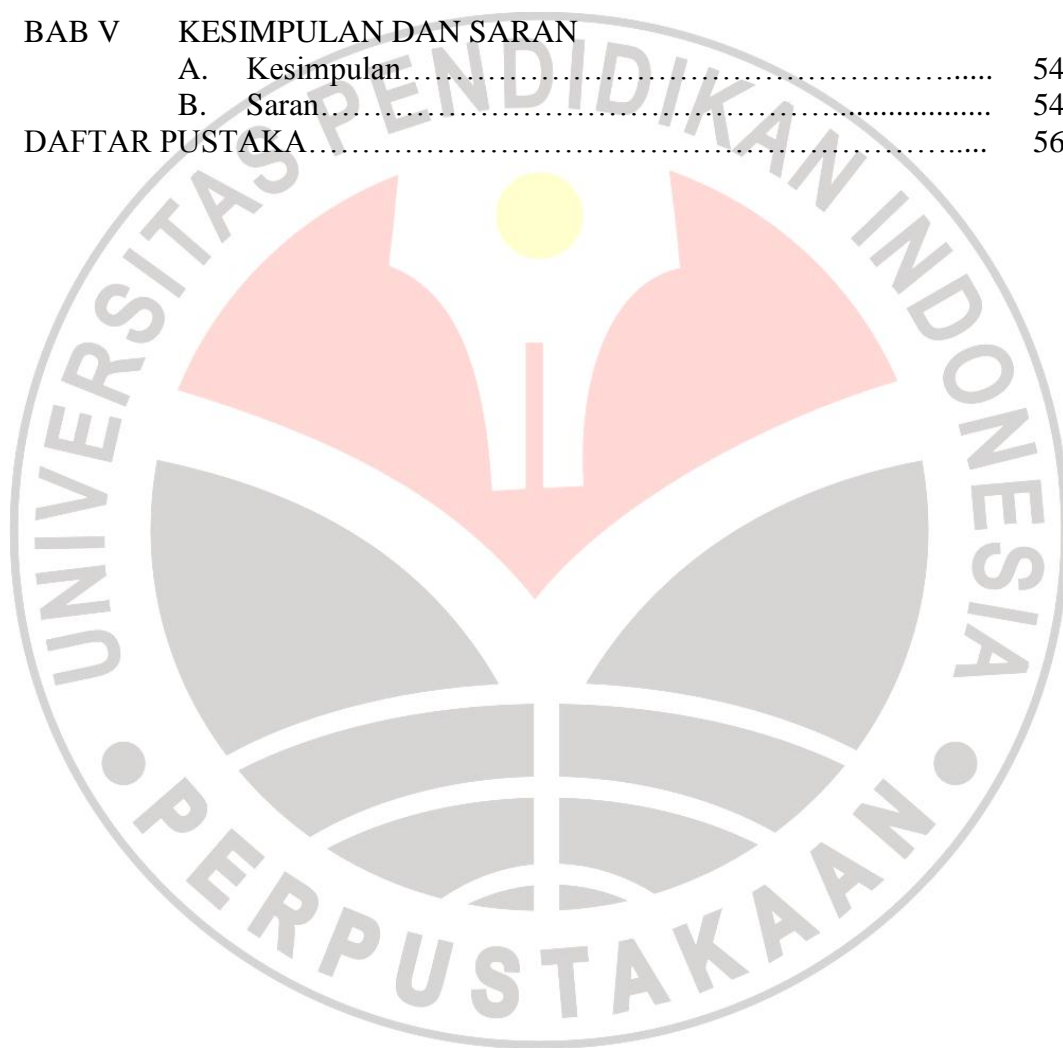 BAB V KESIMPULAN DAN SARAN
A. Kesimpulan……………………………………………...... 54
B. Saran…………………………………………..................... 54
DAFTAR PUSTAKA……………………………………………………..... 56
UNIVERSITAS PENDIDIKAN INDONESIA
PERPUSTAKAAN